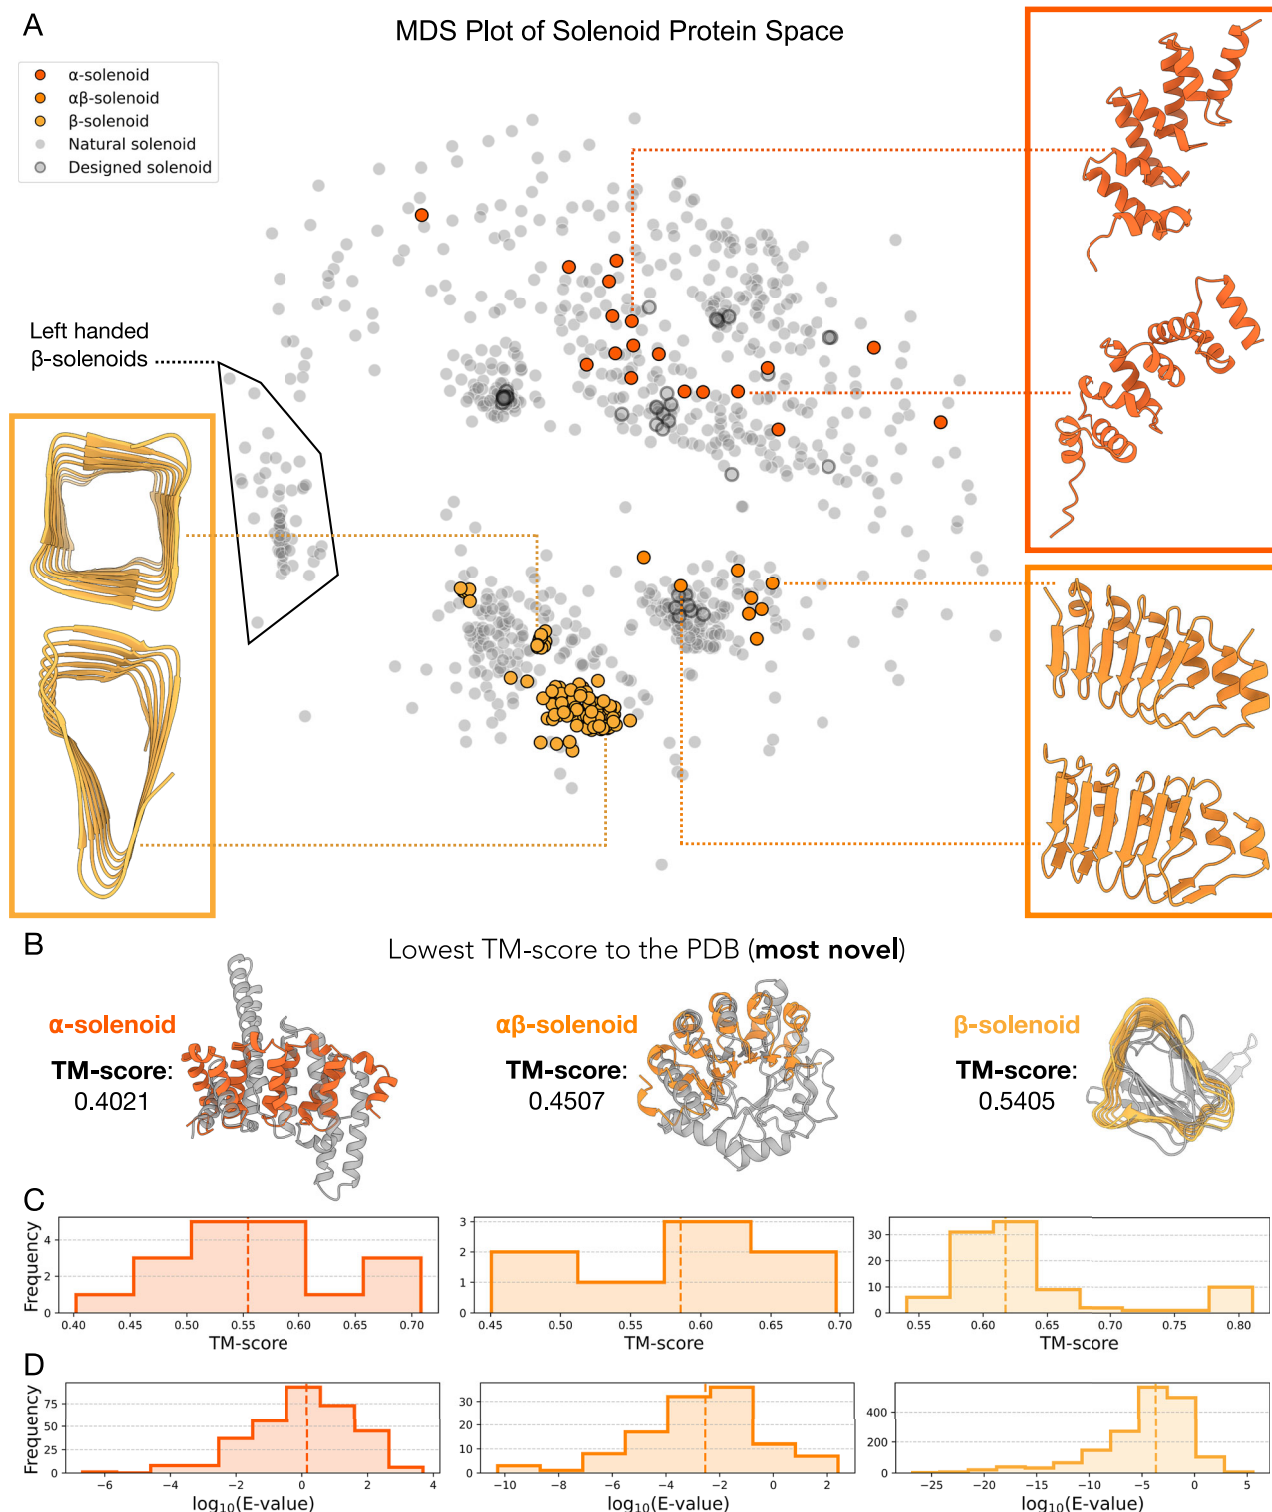 A
MDS Plot of Solenoid Protein Space
α-solenoid
αβ-solenoid
β-solenoid
Natural solenoid
Designed solenoid
Left handed
β-solenoids
B
Lowest TM-score to the PDB (most novel)
α-solenoid
TM-score:
0.4021
αβ-solenoid
TM-score:
0.4507
β-solenoid
TM-score:
0.5405
C
Frequency
4
2
0
0.40 0.45 0.50 0.55 0.60 0.65 0.70
TM-score
3
2
1
0
0.45 0.50 0.55 0.60 0.65 0.70
TM-score
30
20
10
0
0.55 0.60 0.65 0.70 0.75 0.80
TM-score
D
Frequency
75
50
25
0
−6 −4 −2 0 2 4
log10(E-value)
30
20
10
0
−10 −8 −6 −4 −2 0 2
log10(E-value)
400
200
0
−25 −20 −15 −10 −5 0 5
log10(E-value)